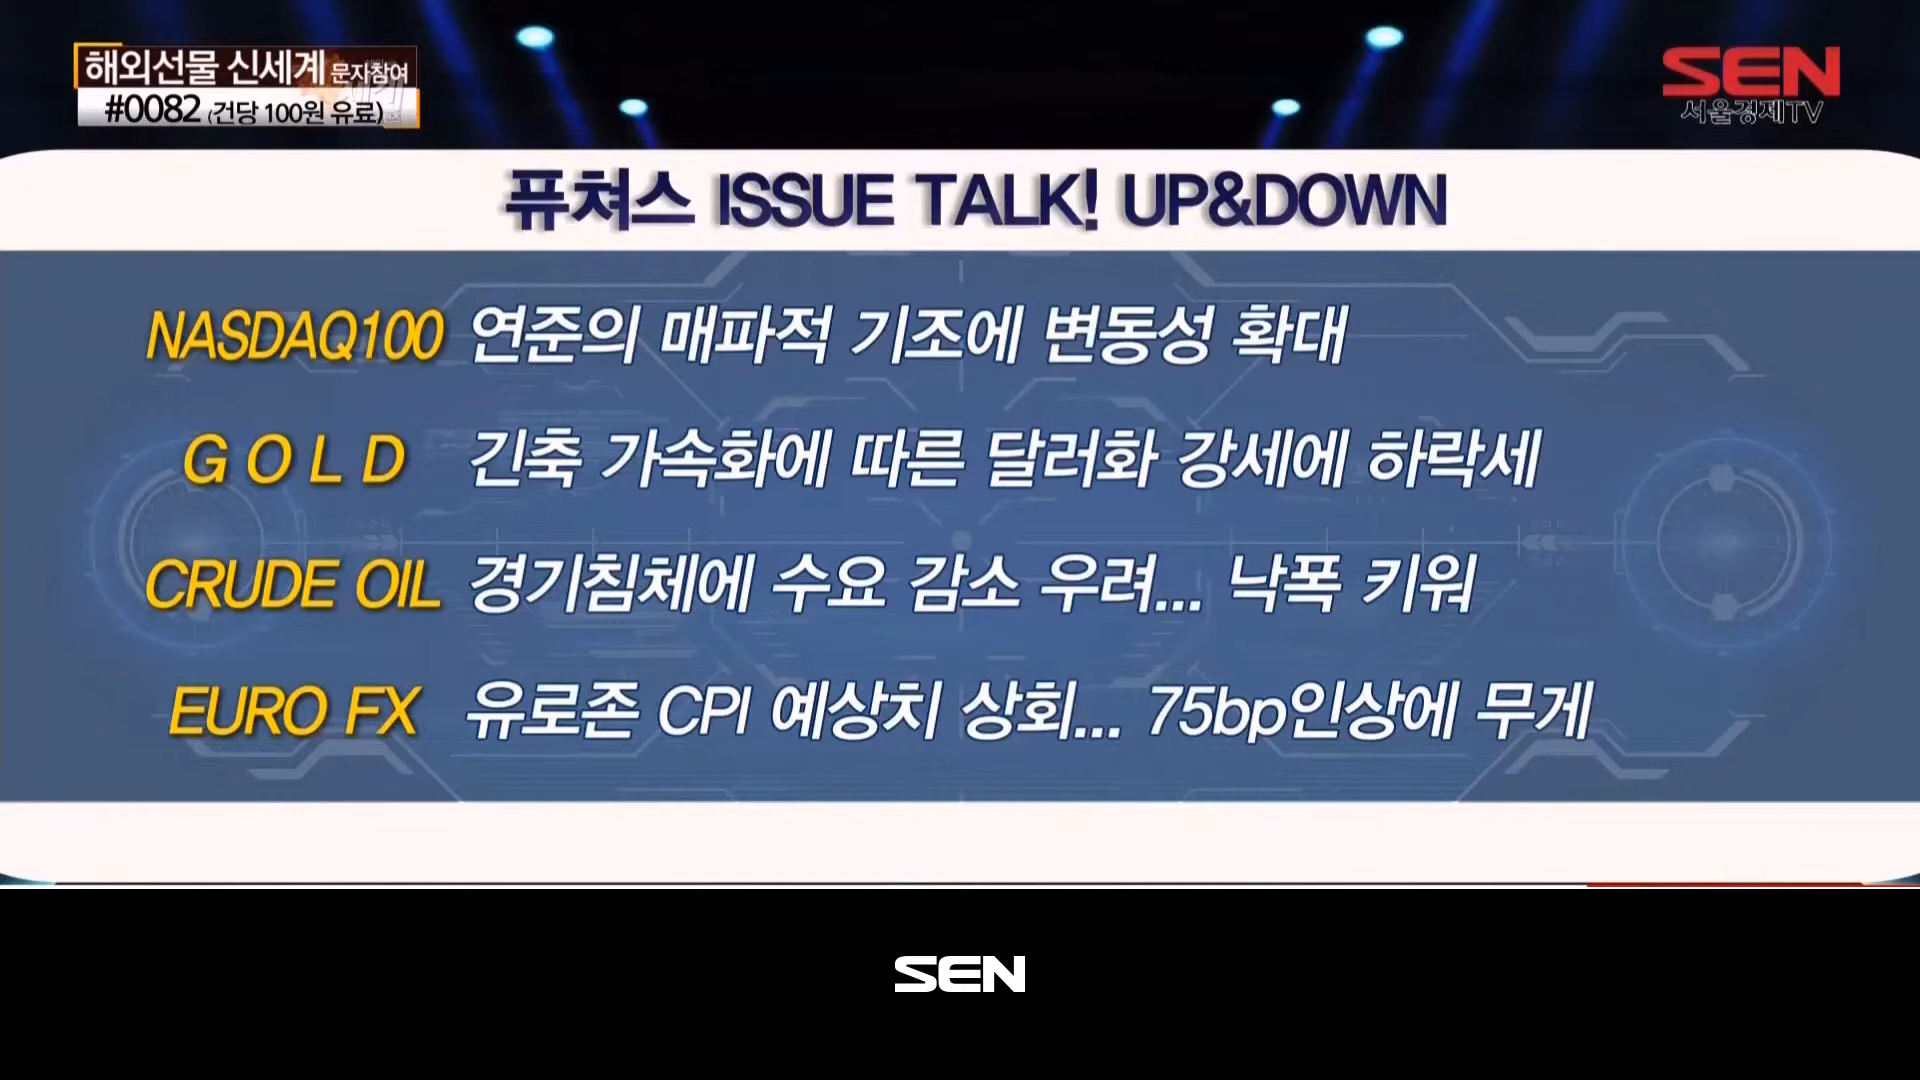 해외선물 신세계 문자참여
#0082 (건당 100원 유료)
SEN
서울경제TV
퓨쳐스 ISSUE TALK! UP&DOWN
NASDAQ100 연준의 매파적 기조에 변동성 확대
GOLD 긴축 가속화에 따른 달러화 강세에 하락세
CRUDE OIL 경기침체에 수요 감소 우려... 낙폭 키워
EURO FX 유로존 CPI 예상치 상회... 75bp인상에 무게
SEN